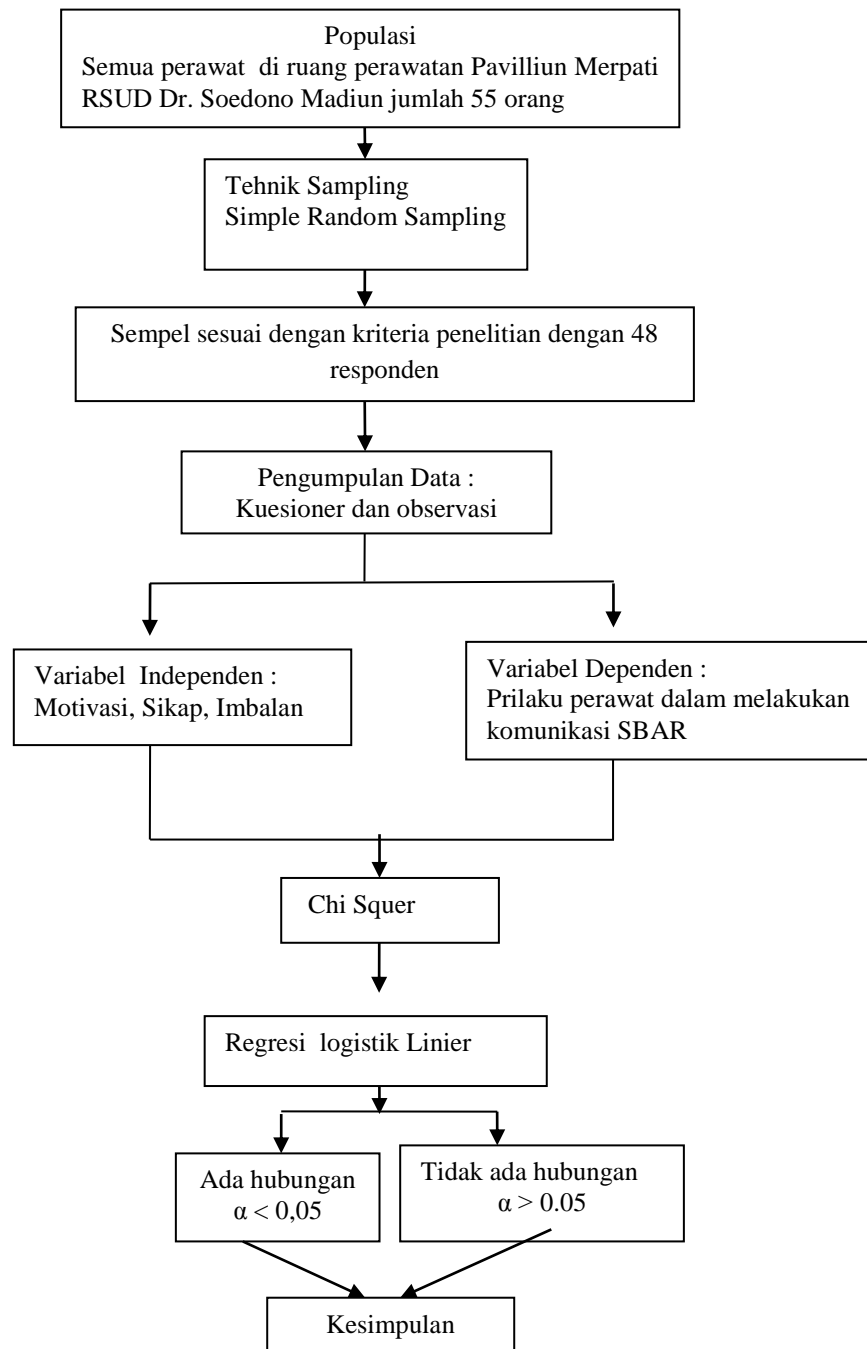 Populasi
Semua perawat di ruang perawatan Pavilliun Merpati
RSUD Dr. Soedono Madiun jumlah 55 orang
Tehnik Sampling
Simple Random Sampling
Sempel sesuai dengan kriteria penelitian dengan 48
responden
Pengumpulan Data :
Kuesioner dan observasi
Variabel Independen :
Motivasi, Sikap, Imbalan
Variabel Dependen :
Prilaku perawat dalam melakukan
komunikasi SBAR
Chi Squer
Regresi logistik Linier
Ada hubungan
α < 0,05
Tidak ada hubungan
α > 0.05
Kesimpulan